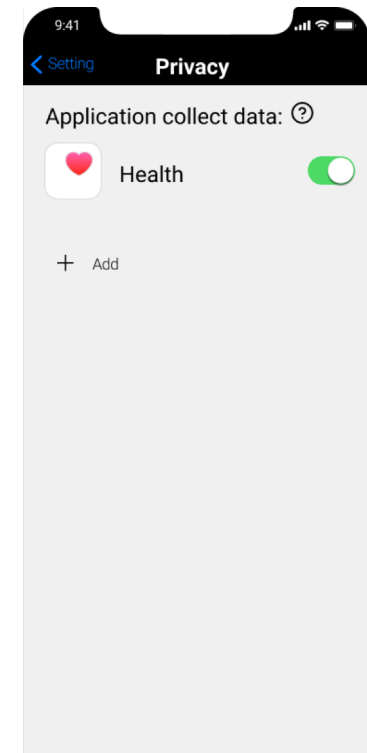 9:41
Setting
Privacy
Application collect data: ?
Health
+ Add